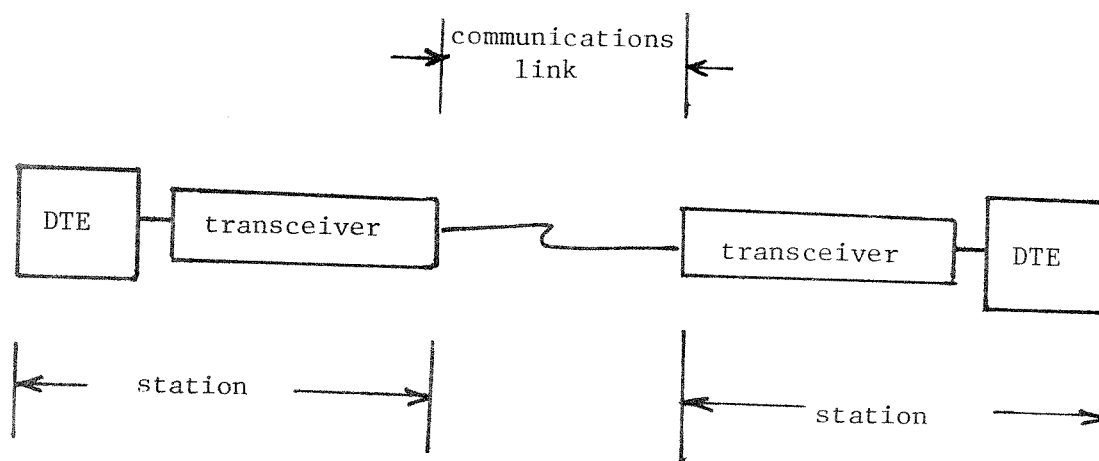 communications
link
DTE
transceiver
transceiver
DTE
station
station